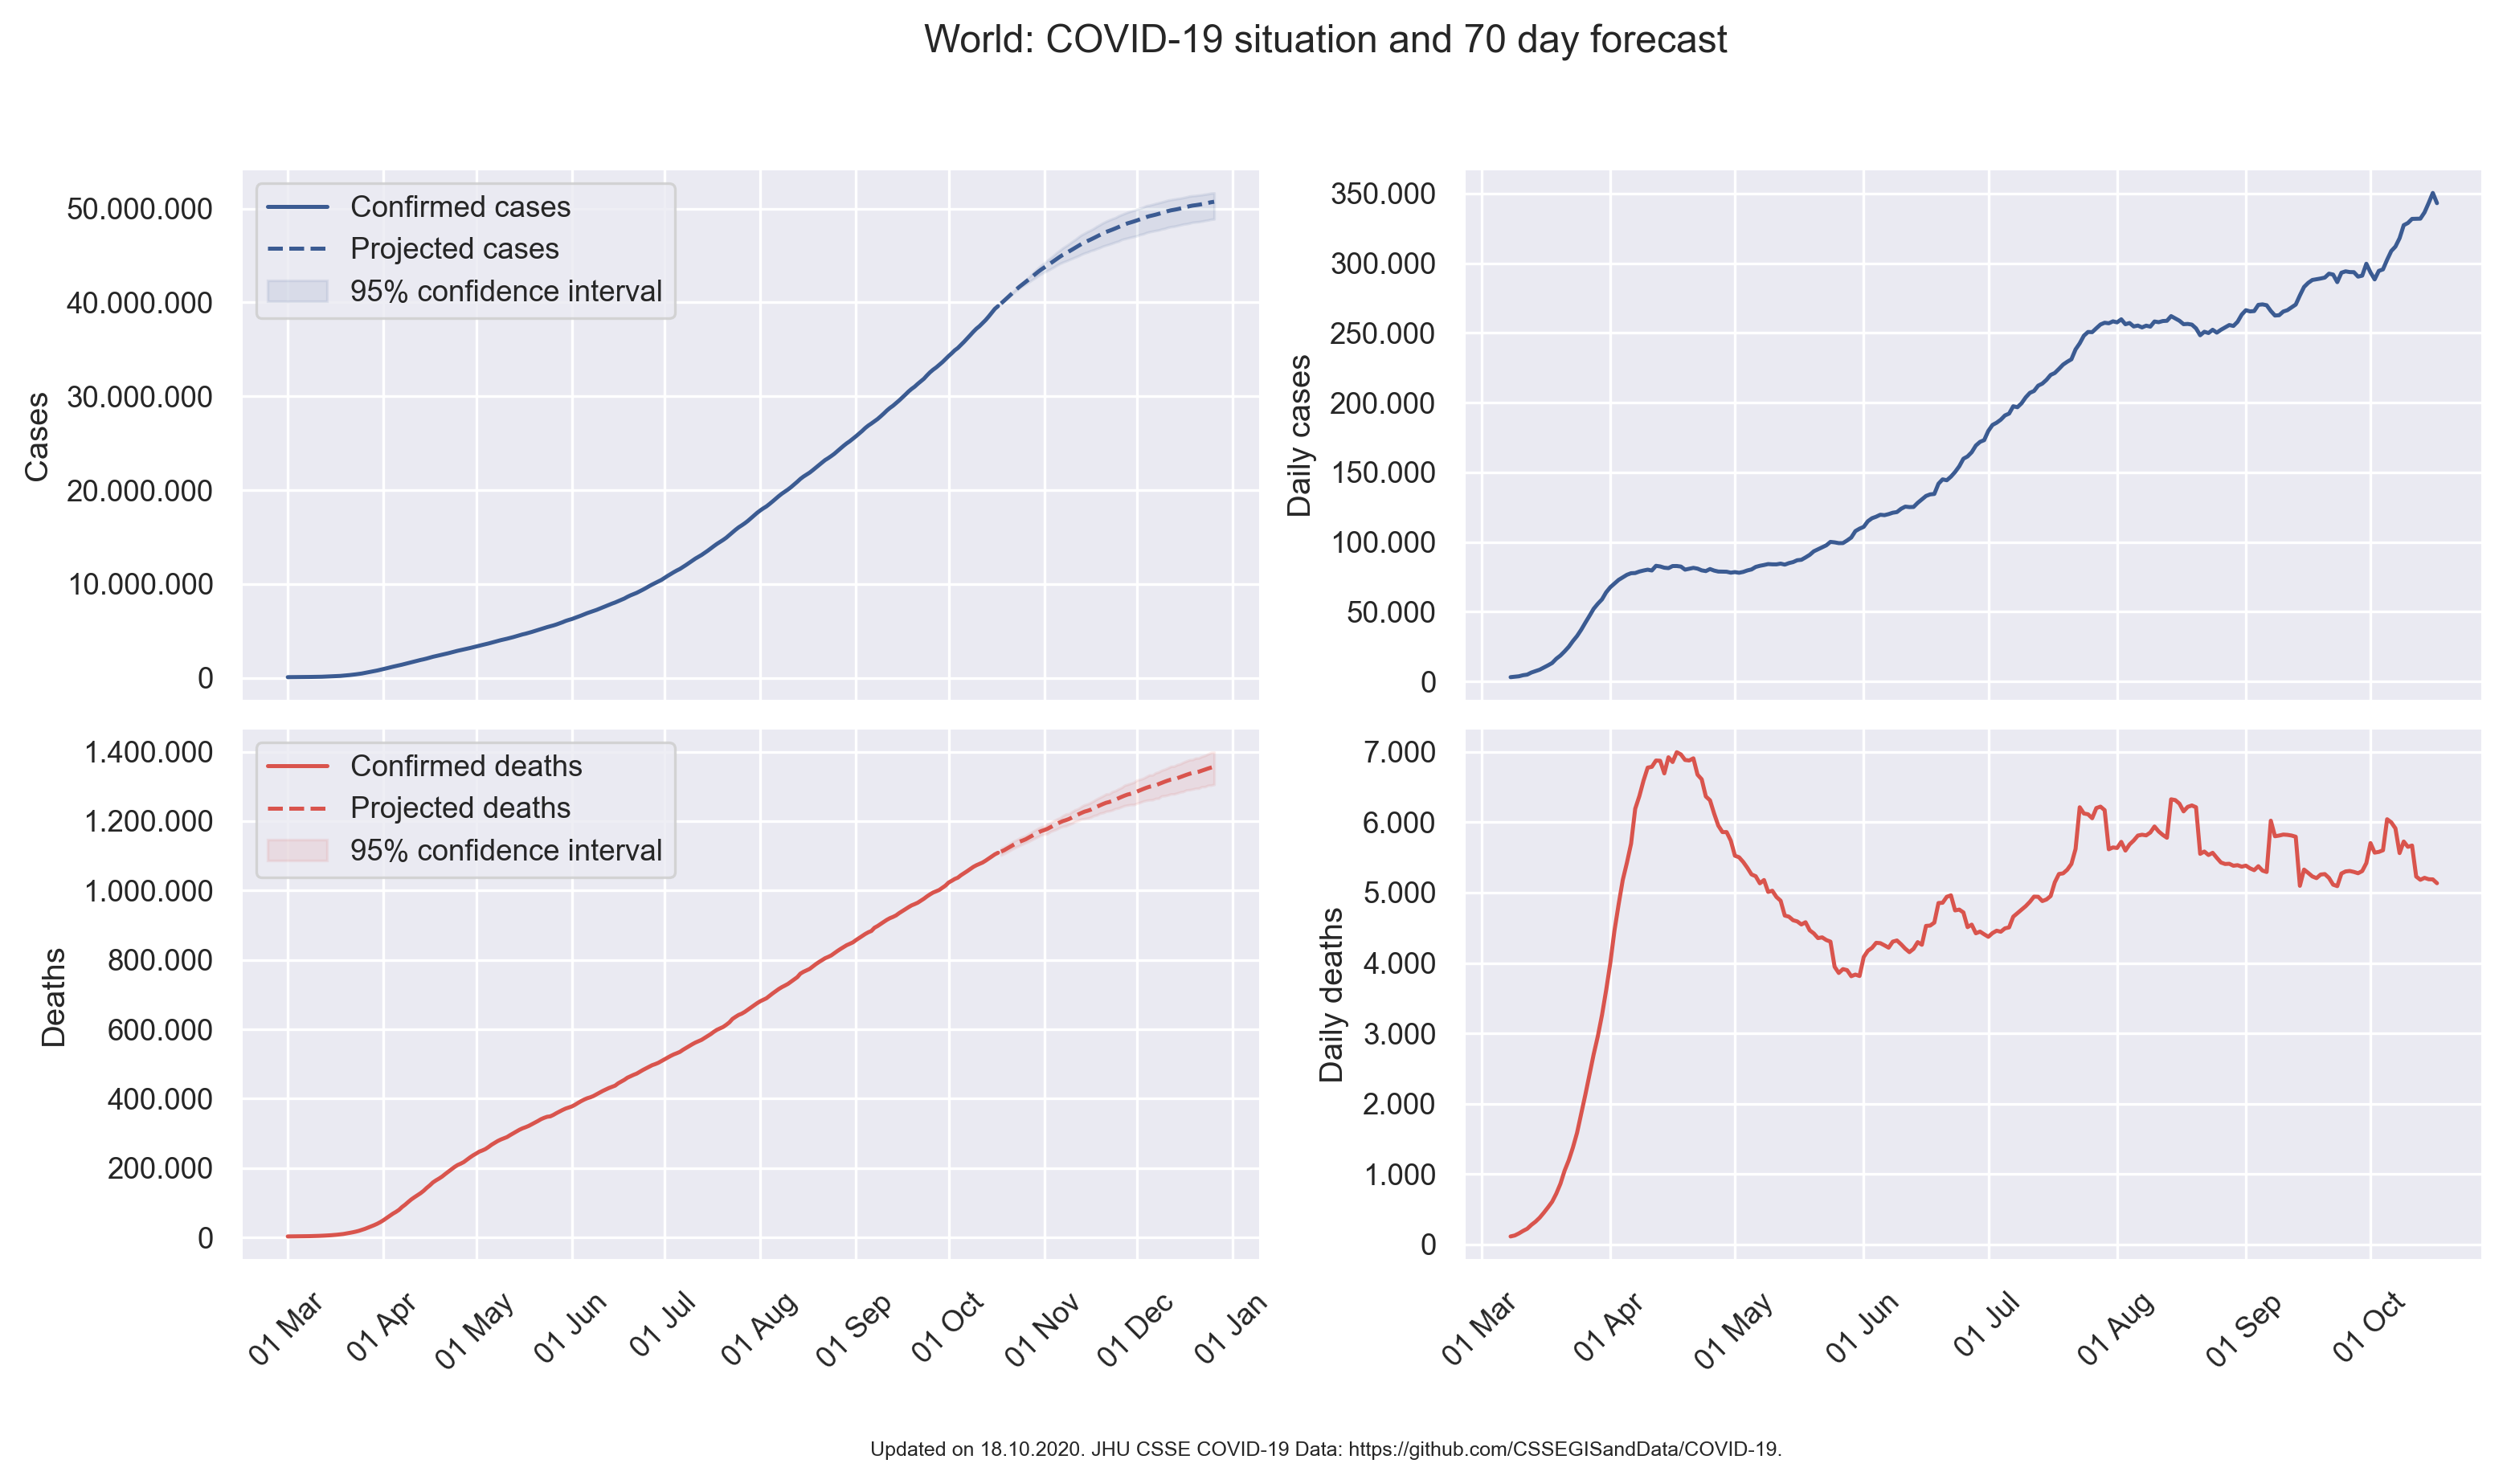 World: COVID-19 situation and 70 day forecast
Confirmed cases
Projected cases
95% confidence interval
50.000.000
40.000.000
30.000.000
20.000.000
10.000.000
0
Cases
350.000
300.000
250.000
200.000
150.000
100.000
50.000
0
Daily cases
Confirmed deaths
Projected deaths
95% confidence interval
1.400.000
1.200.000
1.000.000
800.000
600.000
400.000
200.000
0
Deaths
01 Mar
01 Apr
01 May
01 Jun
01 Jul
01 Aug
01 Sep
01 Oct
01 Nov
01 Dec
01 Jan
7.000
6.000
5.000
4.000
3.000
2.000
1.000
0
Daily deaths
01 Mar
01 Apr
01 May
01 Jun
01 Jul
01 Aug
01 Sep
01 Oct
Updated on 18.10.2020. JHU CSSE COVID-19 Data: https://github.com/CSSEGISandData/COVID-19.